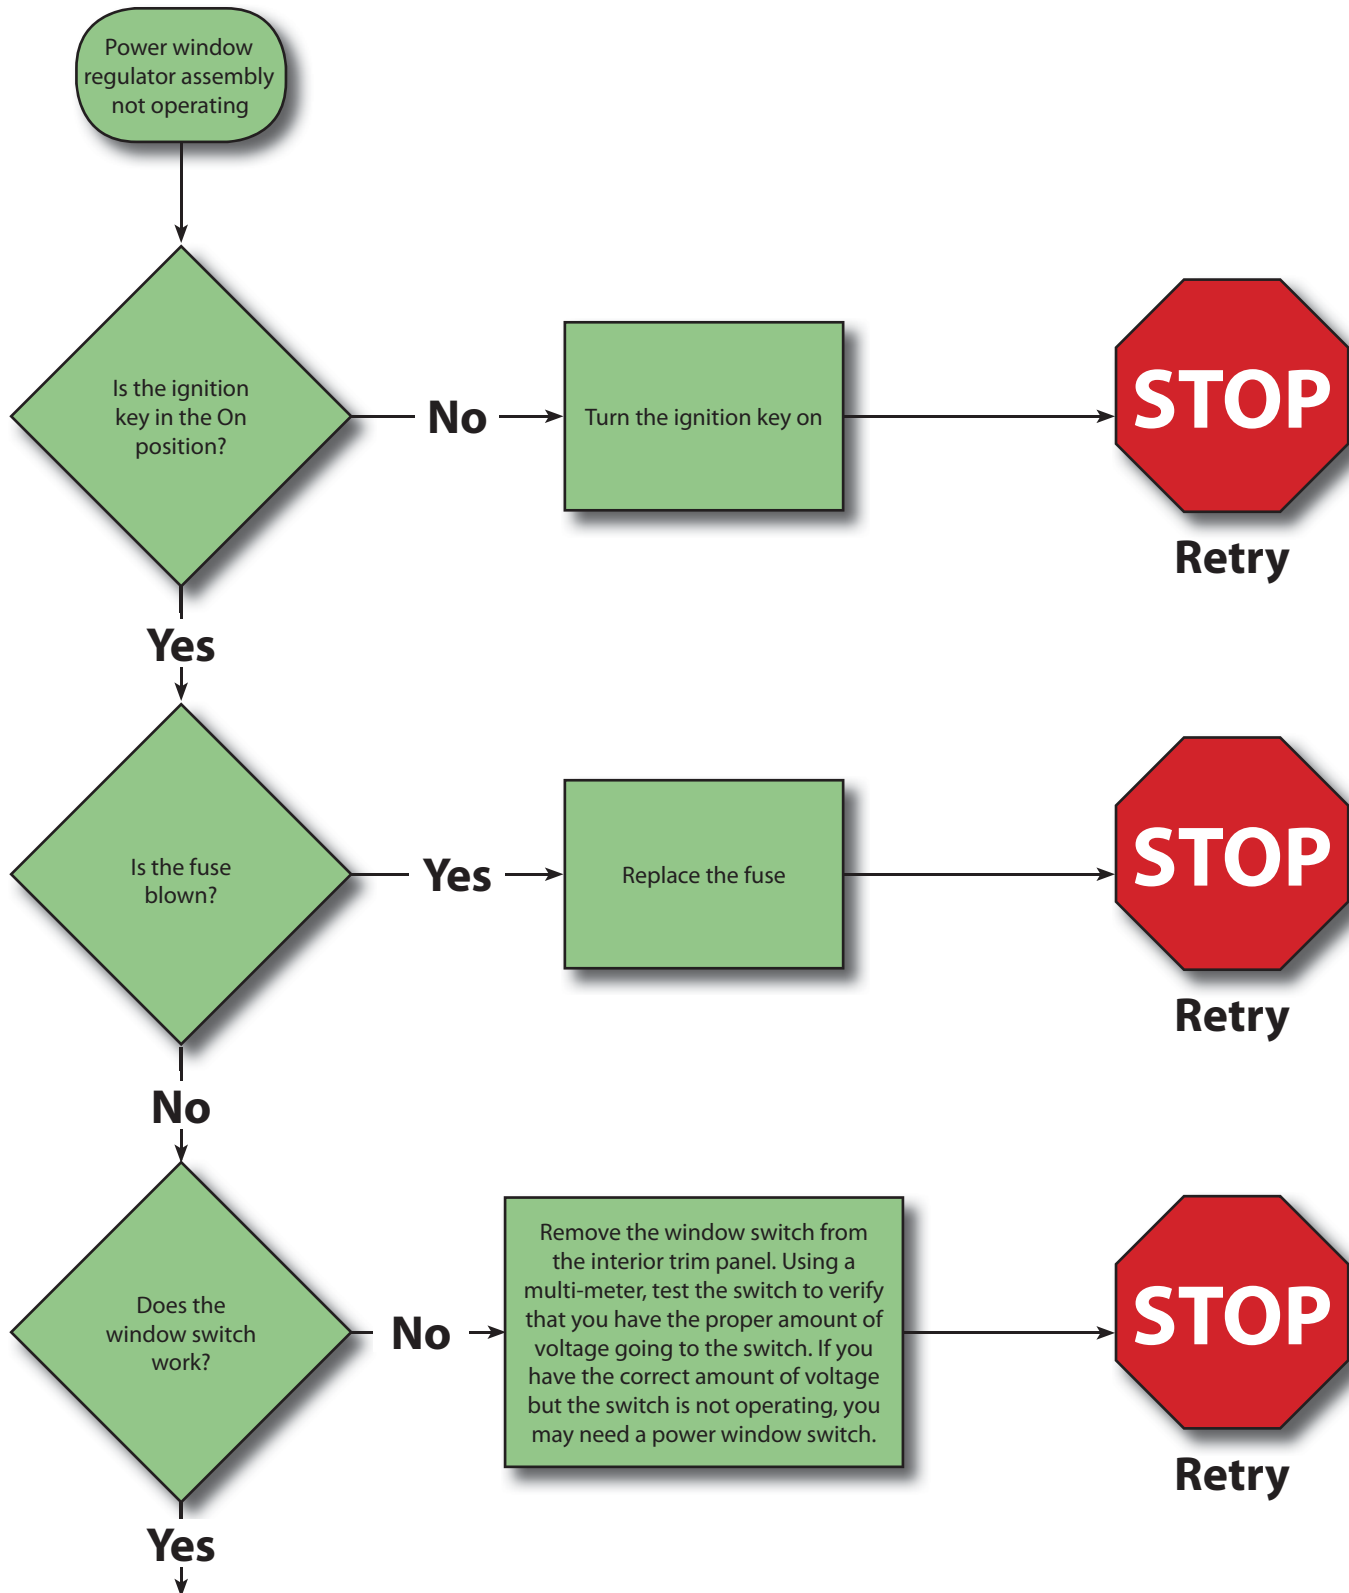 Power window
regulator assembly
not operating
Is the ignition
key in the On
position?
No
Turn the ignition key on
STOP
Retry
Yes
Is the fuse
blown?
Yes
Replace the fuse
STOP
Retry
No
Does the
window switch
work?
No
Remove the window switch from
the interior trim panel. Using a
multi-meter, test the switch to verify
that you have the proper amount of
voltage going to the switch. If you
have the correct amount of voltage
but the switch is not operating, you
may need a power window switch.
STOP
Retry
Yes